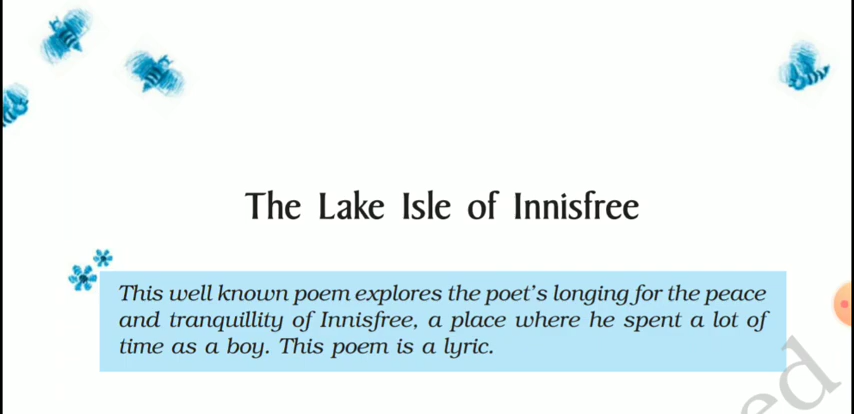 The Lake Isle of Innisfree
This well known poem explores the poet's longing for the peace
and tranquillity of Innisfree, a place where he spent a lot of
time as a boy. This poem is a lyric.